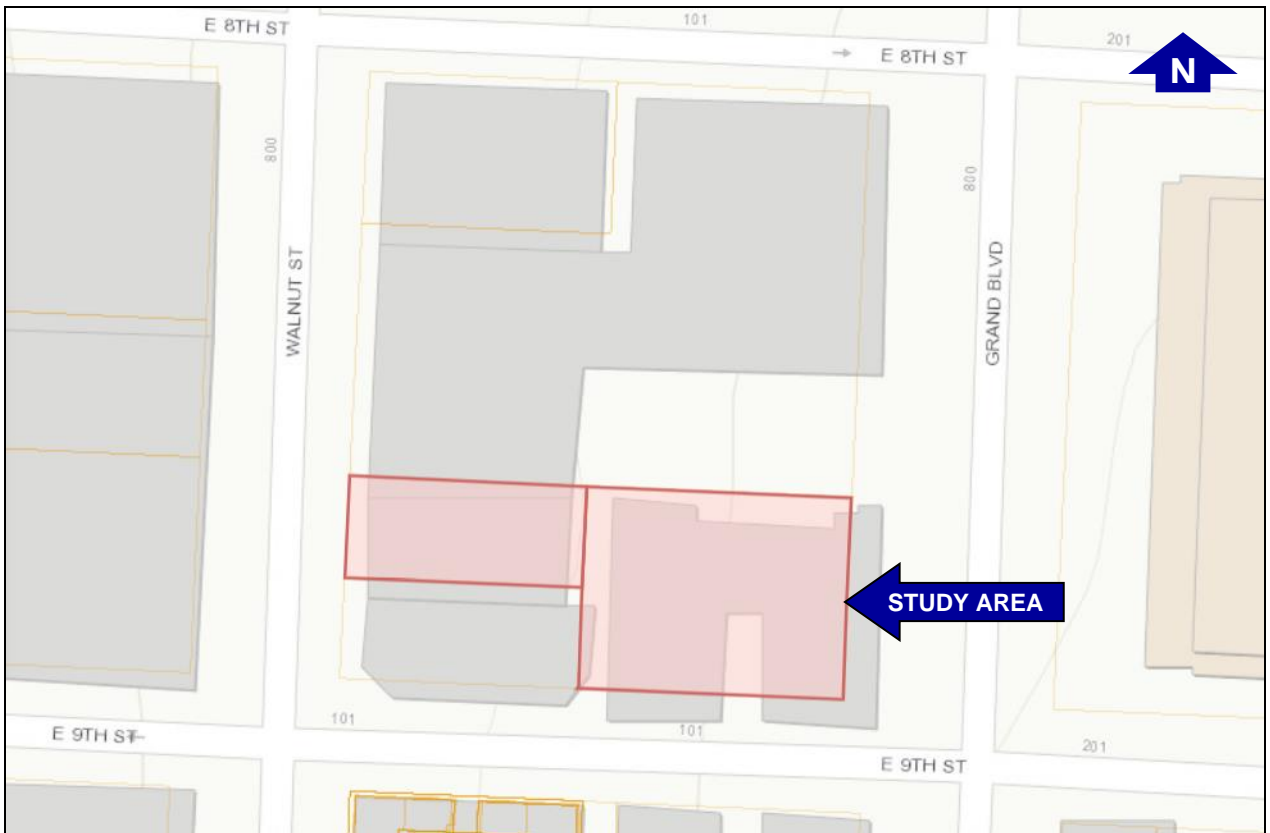 101
E 8TH ST
E 8TH ST
201
N
800
800
WALNUT ST
GRAND BLVD
STUDY AREA
101
101
E 9TH ST
201
E 9TH ST